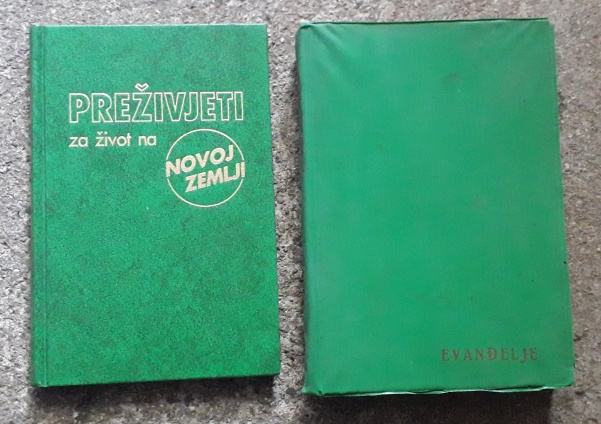 PREŽIVJETI
za život na
NOVOJ
ZEMLJI
EVANĐELJE